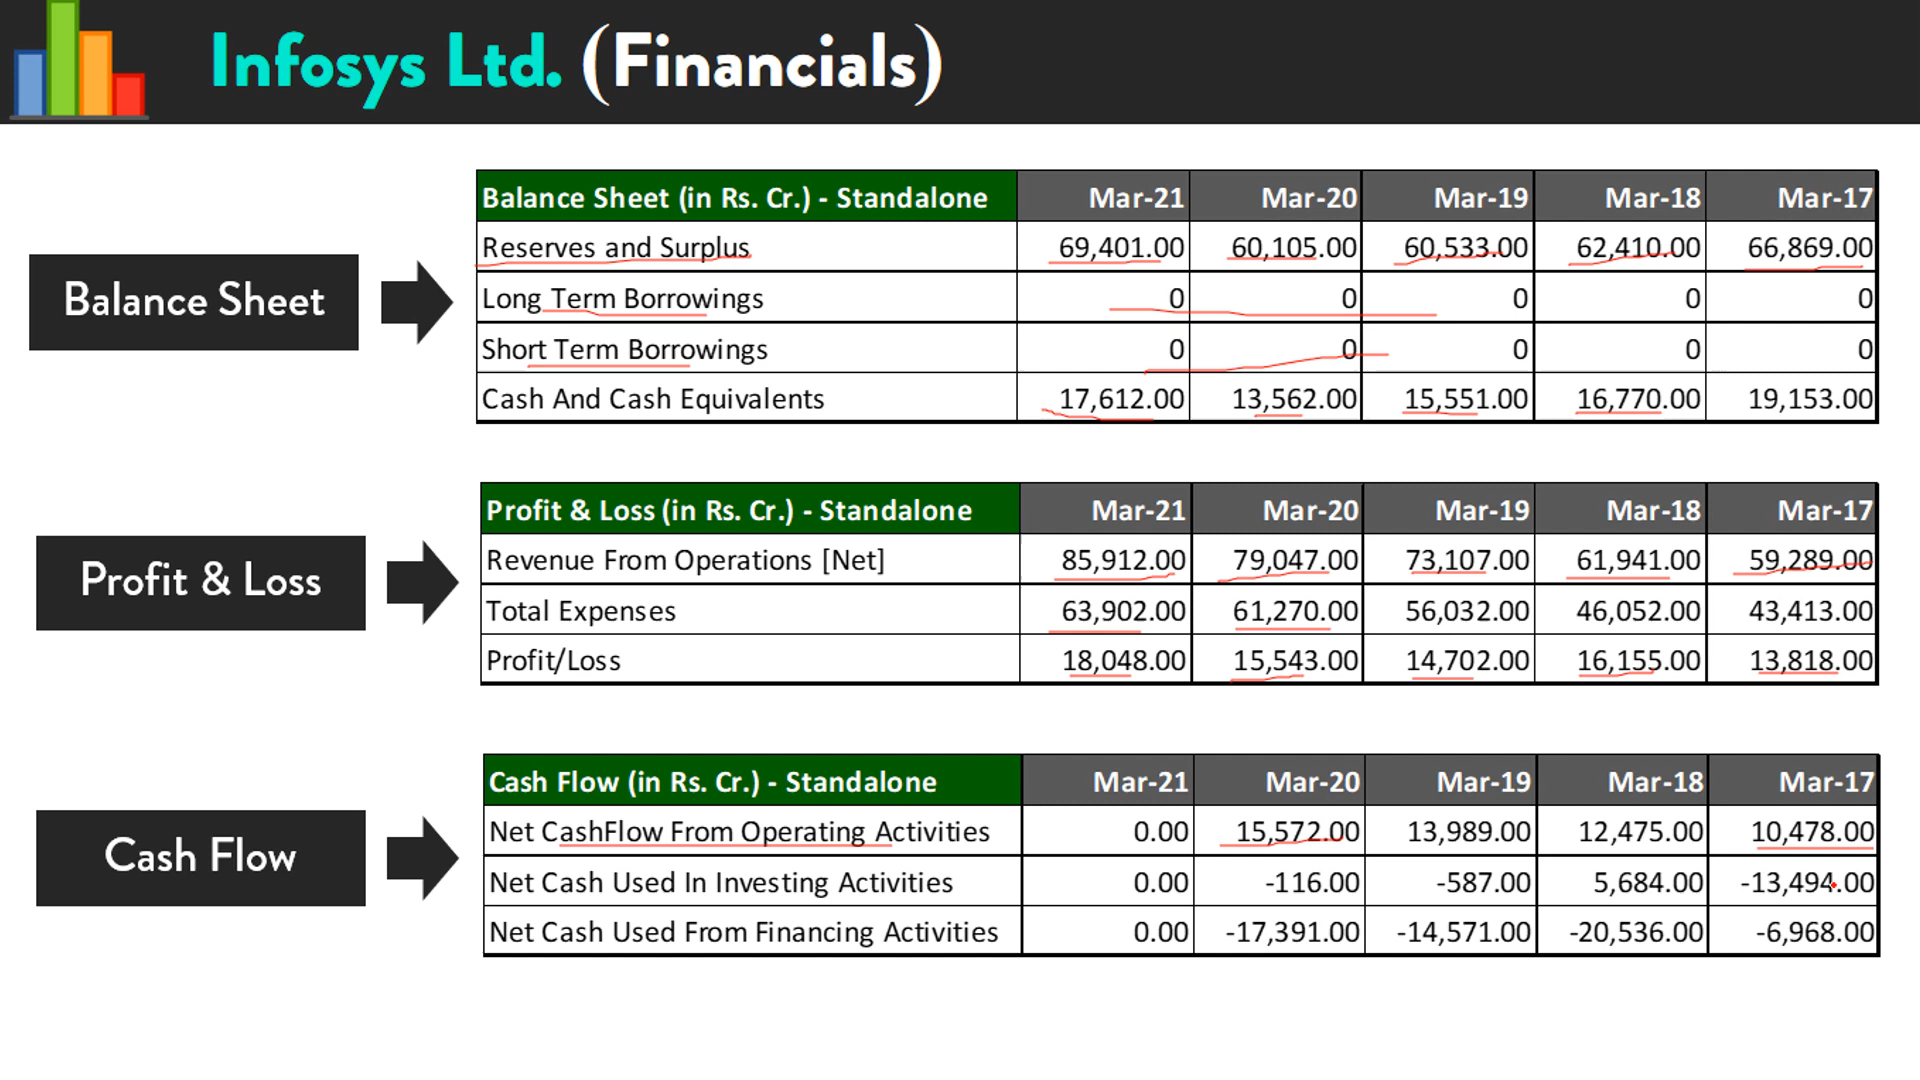 Infosys Ltd. (Financials)
Balance Sheet
Balance Sheet (in Rs. Cr.) - Standalone Mar-21 Mar-20 Mar-19 Mar-18 Mar-17
Reserves and Surplus 69,401.00 60,105.00 60,533.00 62,410.00 66,869.00
Long Term Borrowings 0 0 0 0 0
Short Term Borrowings 0 0 0 0 0
Cash And Cash Equivalents 17,612.00 13,562.00 15,551.00 16,770.00 19,153.00
Profit & Loss
Profit & Loss (in Rs. Cr.) - Standalone Mar-21 Mar-20 Mar-19 Mar-18 Mar-17
Revenue From Operations [Net] 85,912.00 79,047.00 73,107.00 61,941.00 59,289.00
Total Expenses 63,902.00 61,270.00 56,032.00 46,052.00 43,413.00
Profit/Loss 18,048.00 15,543.00 14,702.00 16,155.00 13,818.00
Cash Flow
Cash Flow (in Rs. Cr.) - Standalone Mar-21 Mar-20 Mar-19 Mar-18 Mar-17
Net CashFlow From Operating Activities 0.00 15,572.00 13,989.00 12,475.00 10,478.00
Net Cash Used In Investing Activities 0.00 -116.00 -587.00 5,684.00 -13,494.00
Net Cash Used From Financing Activities 0.00 -17,391.00 -14,571.00 -20,536.00 -6,968.00